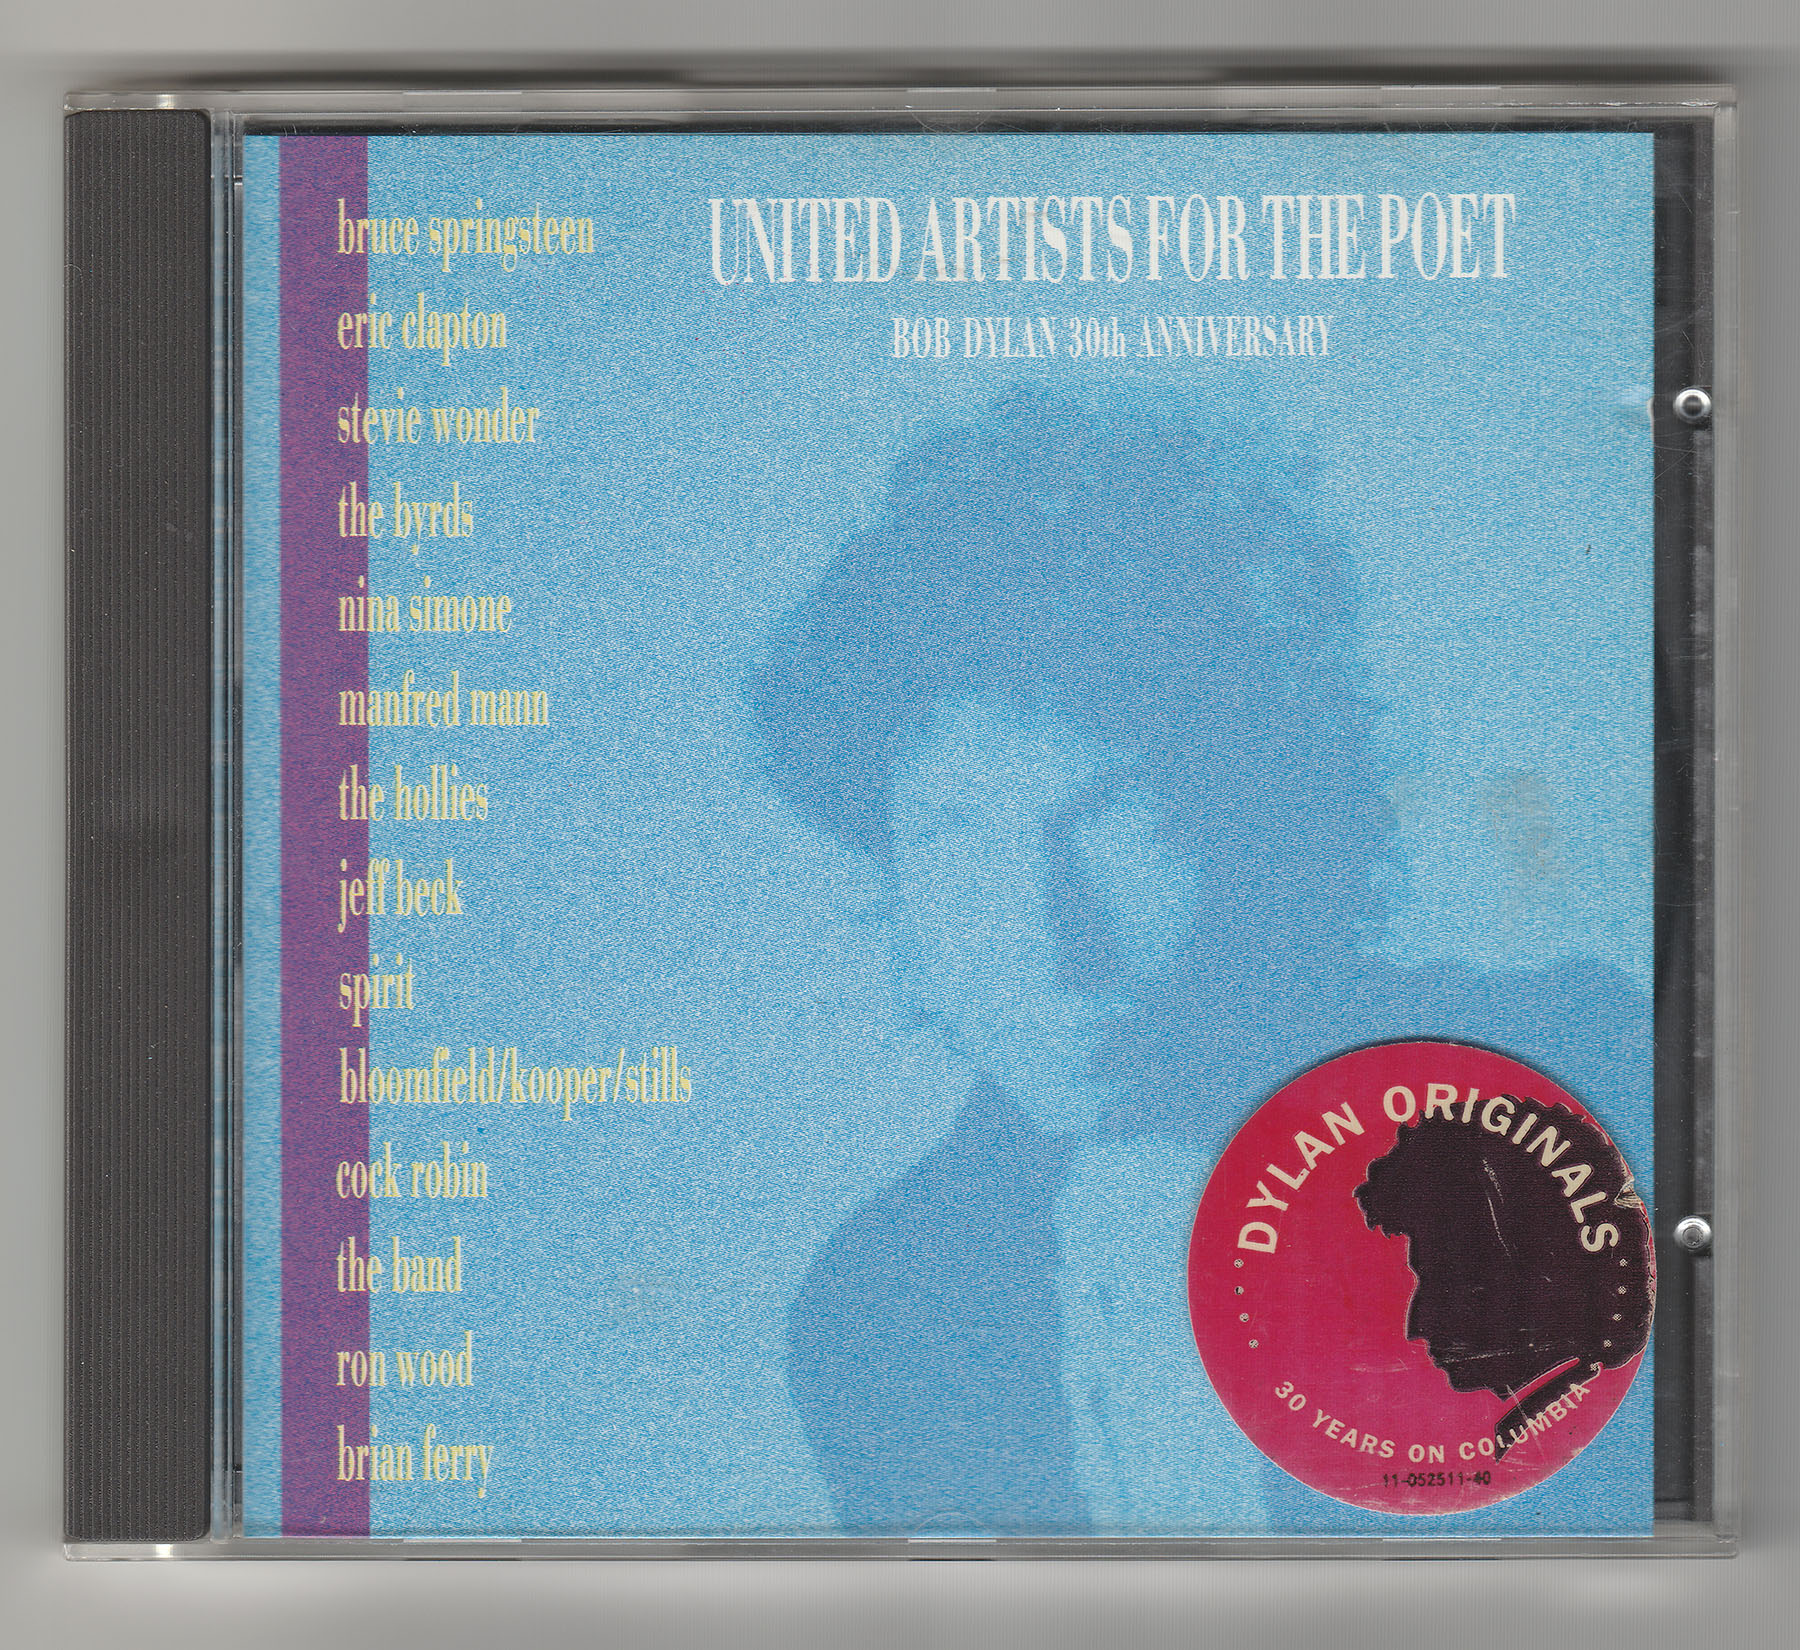 UNITED ARTISTS FOR THE POET
BOB DYLAN 30th ANNIVERSARY
bruce springsteen
eric clapton
stevie wonder
the byrds
nina simone
manfred mann
the hollies
jeff beck
spirit
bloomfield/kooper/stills
cock robin
the band
ron wood
brian ferry
DYLAN ORIGINALS
30 YEARS ON COLUMBIA
11-052511-40